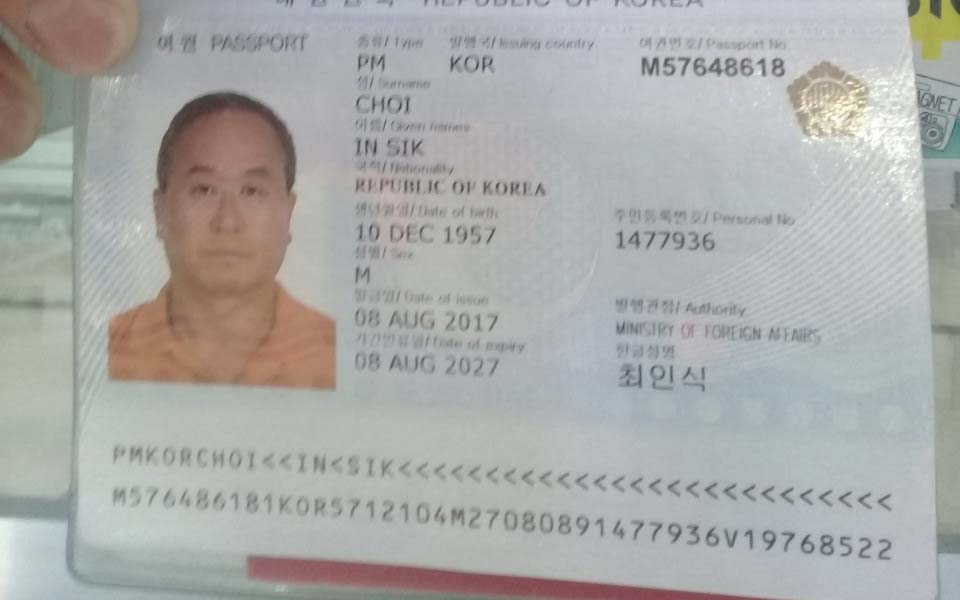 대한민국 REPUBLIC OF KOREA
여권 PASSPORT
종류/ Type 발행국/ Issuing country 여권번호/ Passport No
PM KOR M57648618
성/ Surname
CHOI
이름/ Given names
IN SIK
국적/ Nationality
REPUBLIC OF KOREA
생년월일/ Date of birth 주민등록번호/ Personal No
10 DEC 1957 1477936
성별/ Sex
M
발급일/ Date of issue 발행관청/ Authority
08 AUG 2017 MINISTRY OF FOREIGN AFFAIRS
기간만료일/ Date of expiry 한글성명
08 AUG 2027 최인식
PMKORCHOI<<IN<SIK<<<<<<<<<<<<<<<<<<<<<<<<<<<
M576486181KOR5712104M27080891477936V19768522